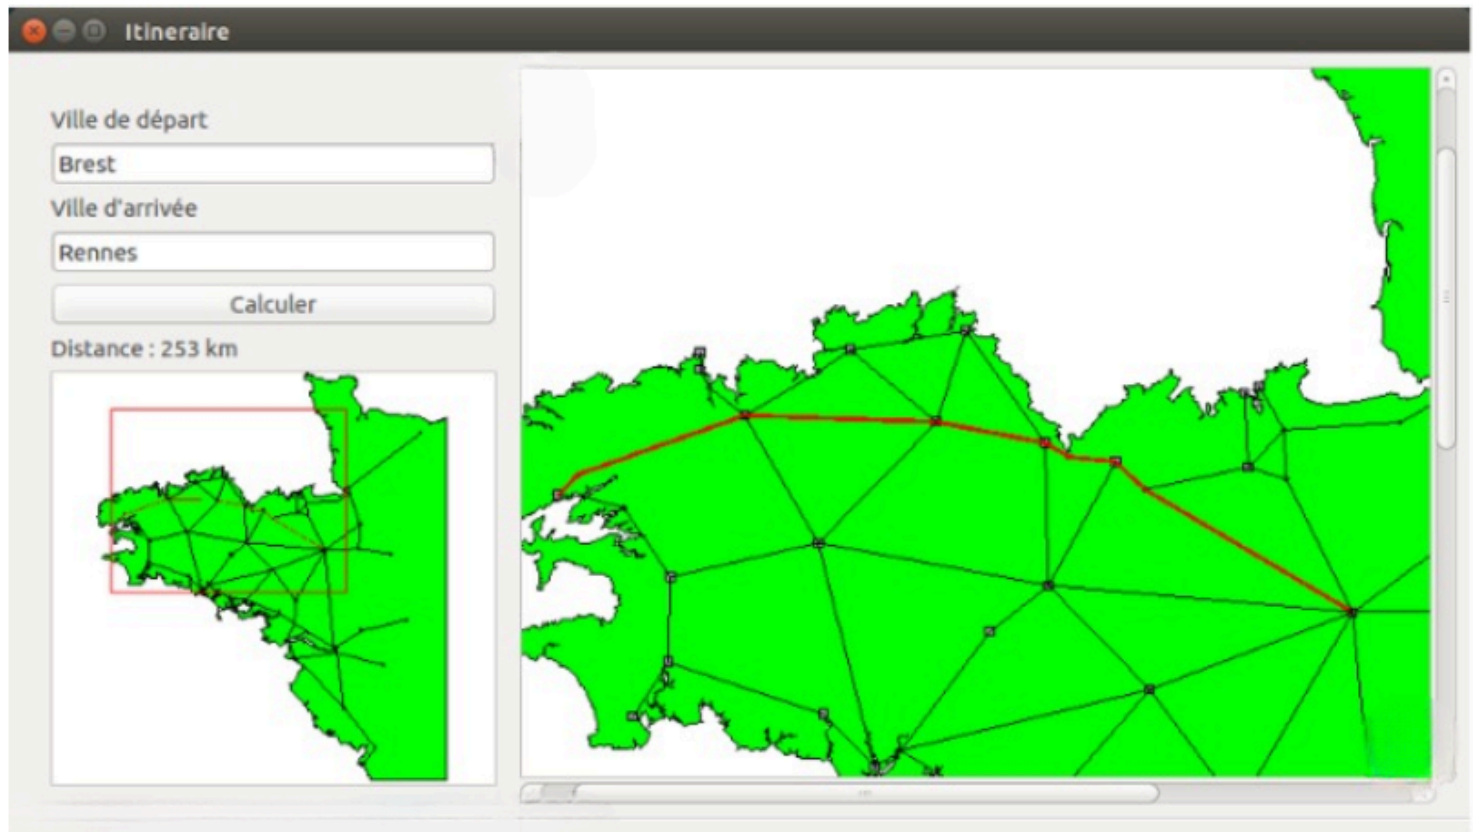 Itineraire
Ville de départ
Brest
Ville d'arrivée
Rennes
Calculer
Distance : 253 km